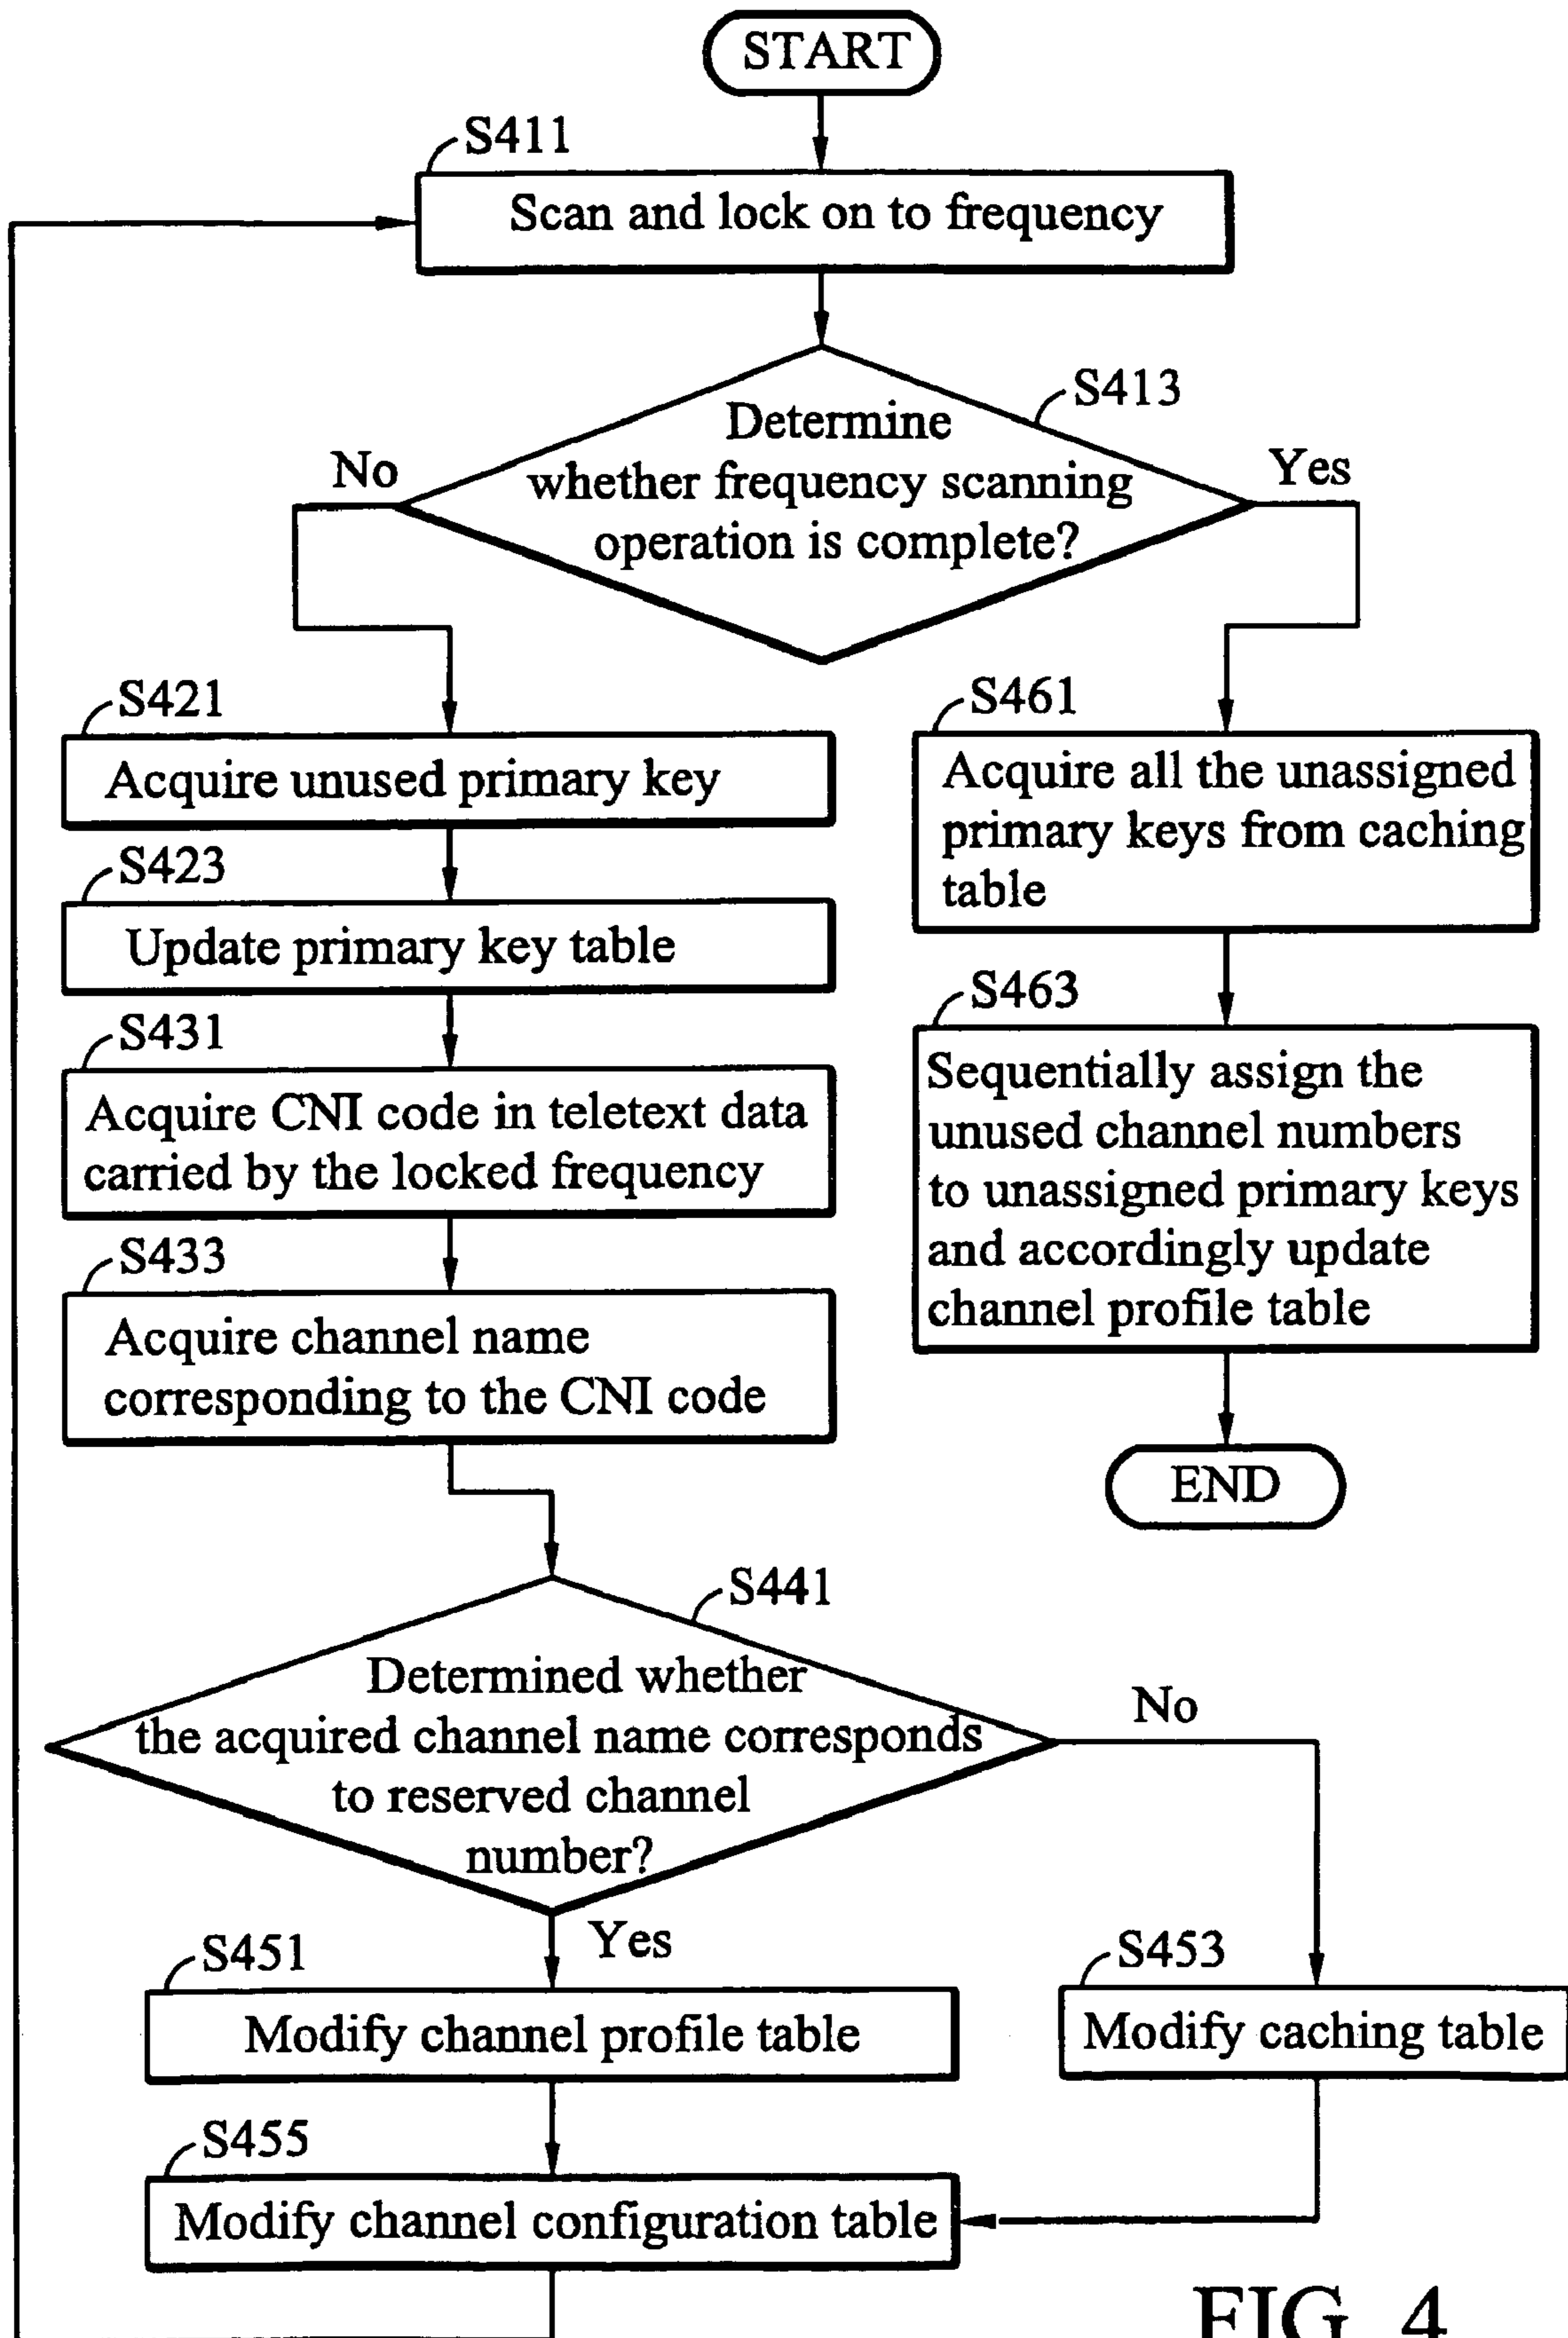 START
S411
Scan and lock on to frequency
S413
Determine
whether frequency scanning
operation is complete?
No
Yes
S421
Acquire unused primary key
S423
Update primary key table
S431
Acquire CNI code in teletext data
carried by the locked frequency
S433
Acquire channel name
corresponding to the CNI code
S461
Acquire all the unassigned
primary keys from caching
table
S463
Sequentially assign the
unused channel numbers
to unassigned primary keys
and accordingly update
channel profile table
END
S441
Determined whether
the acquired channel name corresponds
to reserved channel
number?
No
Yes
S451
Modify channel profile table
S453
Modify caching table
S455
Modify channel configuration table
FIG. 4